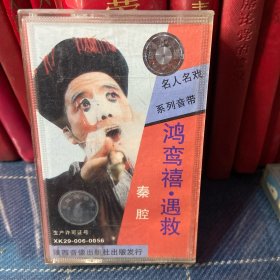 名人名戏
系列音带
鸿鸾禧·遇救
秦腔
生产许可证号
XK29-006-0056
陕西音像出版社出版发行